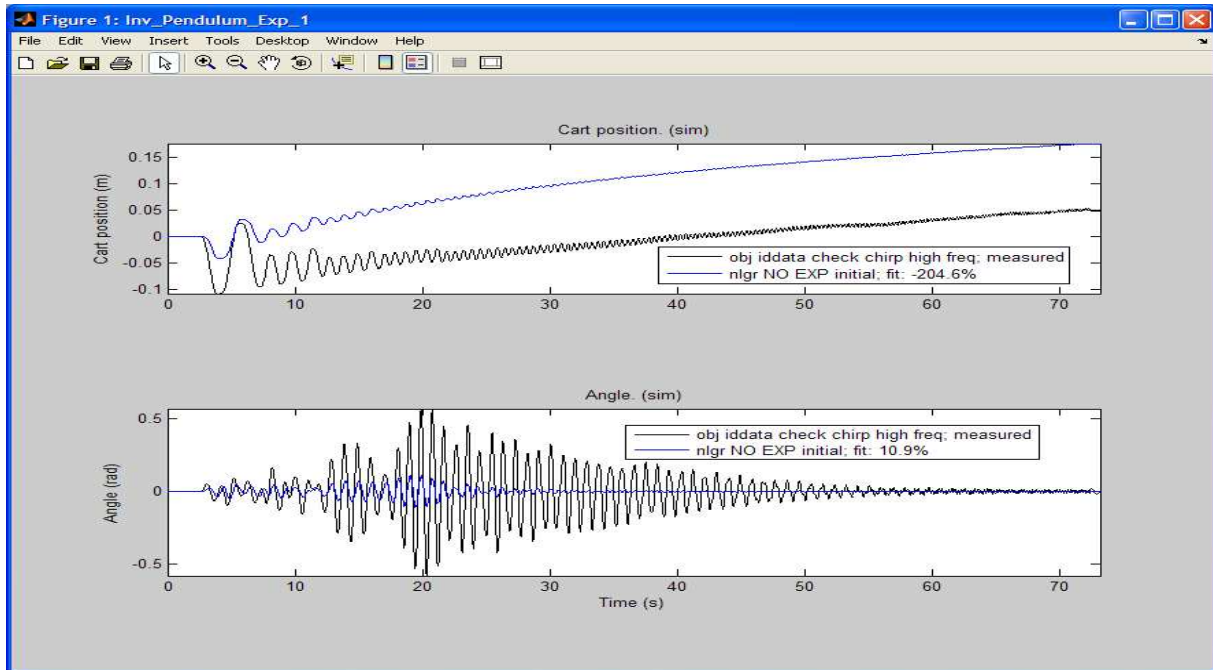 Figure 1: Inv_Pendulum_Exp_1
File Edit View Insert Tools Desktop Window Help
Cart position. (sim)
Cart position (m)
0.15
0.1
0.05
0
-0.05
-0.1
obj iddata check chirp high freq; measured
nlgr NO EXP initial; fit: -204.6%
0 10 20 30 40 50 60 70
Angle. (sim)
Angle (rad)
0.5
0
-0.5
obj iddata check chirp high freq; measured
nlgr NO EXP initial; fit: 10.9%
0 10 20 30 40 50 60 70
Time (s)